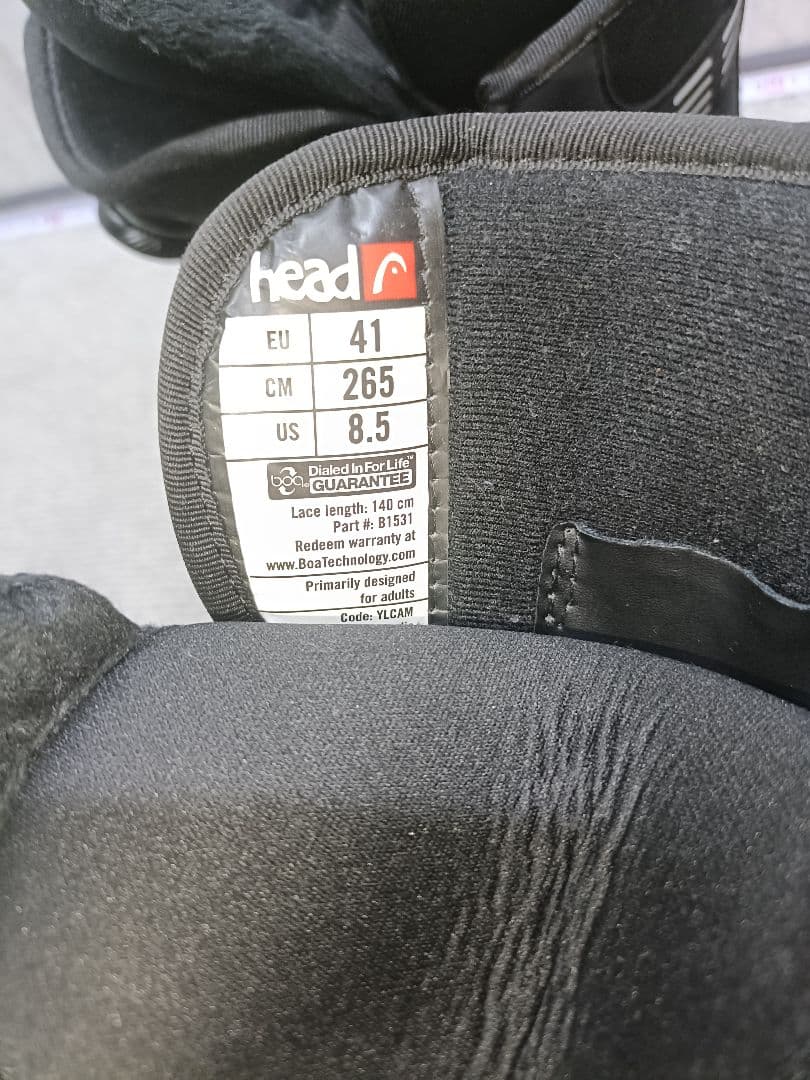 head
EU 41
CM 265
US 8.5
boa Dialed In For Life™
GUARANTEE
Lace length: 140 cm
Part #: B1531
Redeem warranty at
www.BoaTechnology.com
Primarily designed
for adults
Code: YLCAM